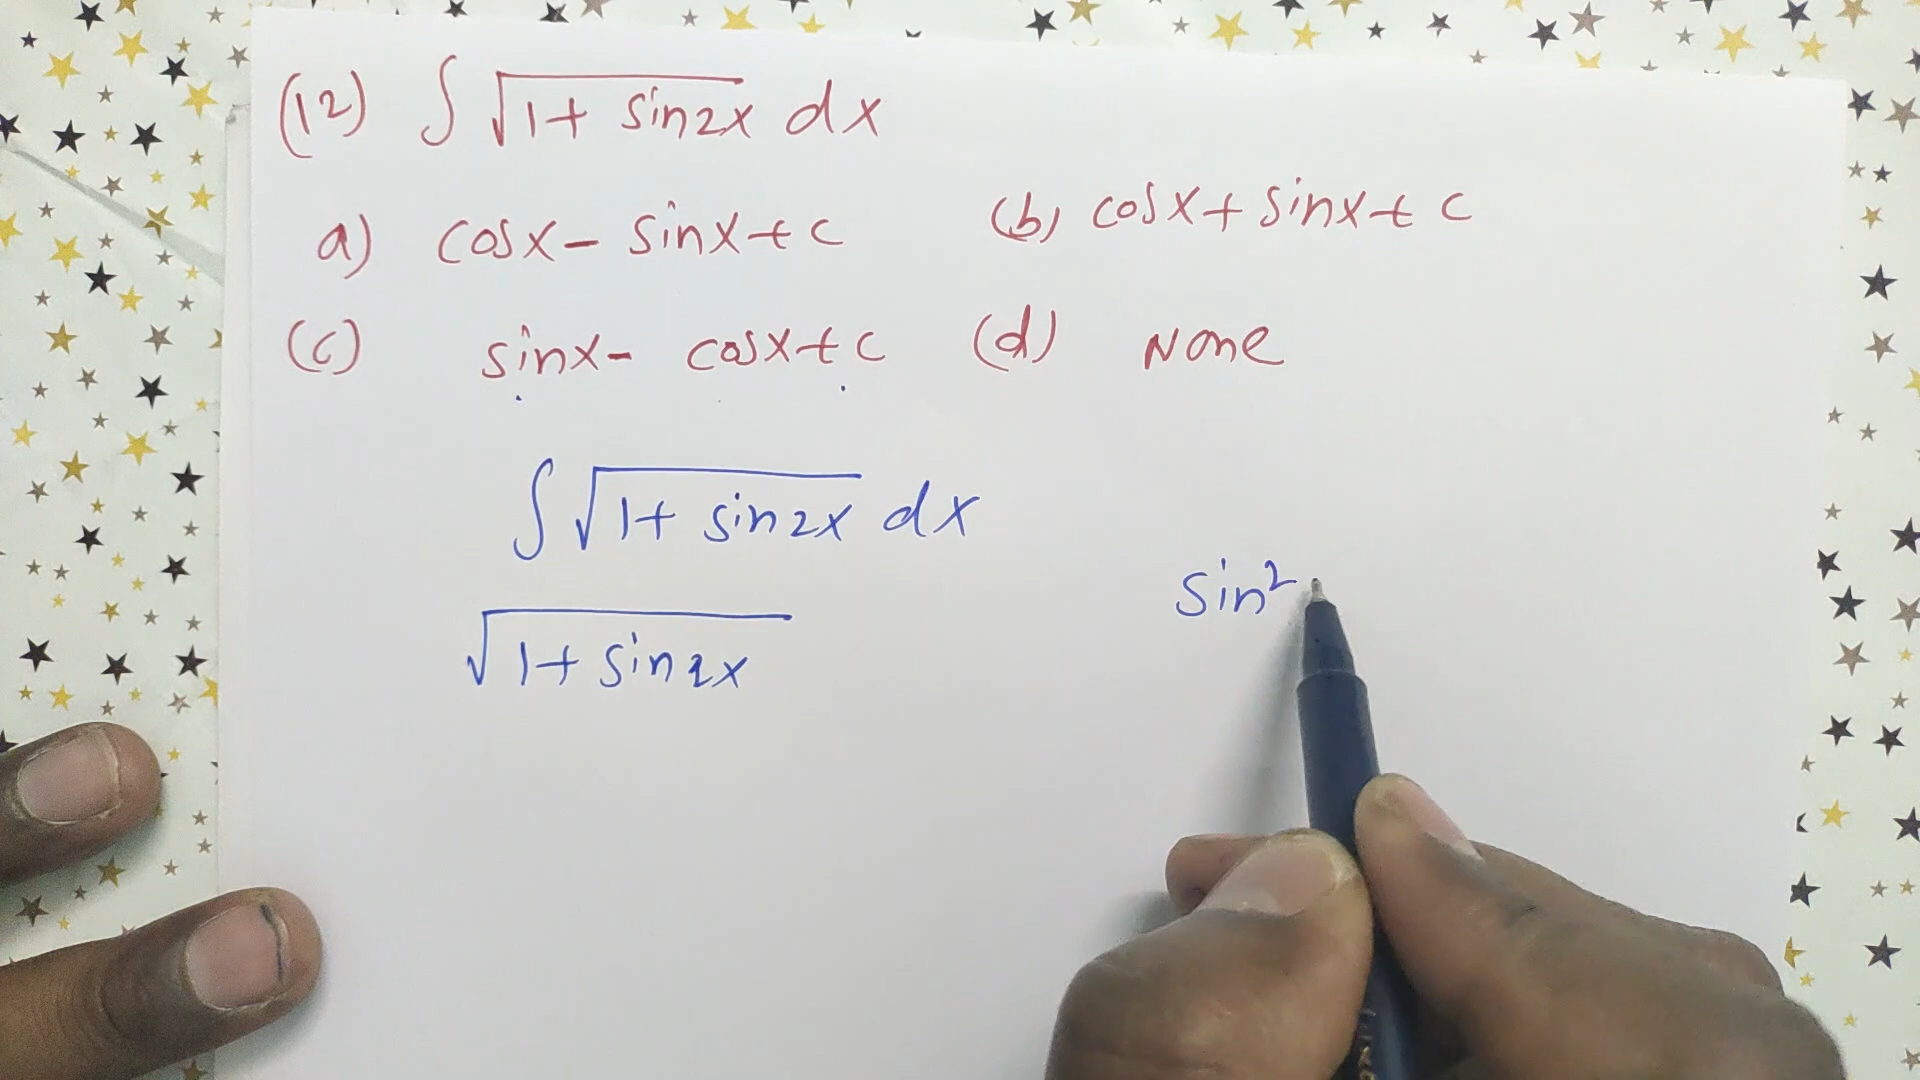 (12) ∫ √1+ sin2x dx
a) cosx - sinx + c (b) cosx + sinx + c
(c) sinx - cosx + c (d) None
∫ √1+ sin2x dx
sin²
√1+ sin2x